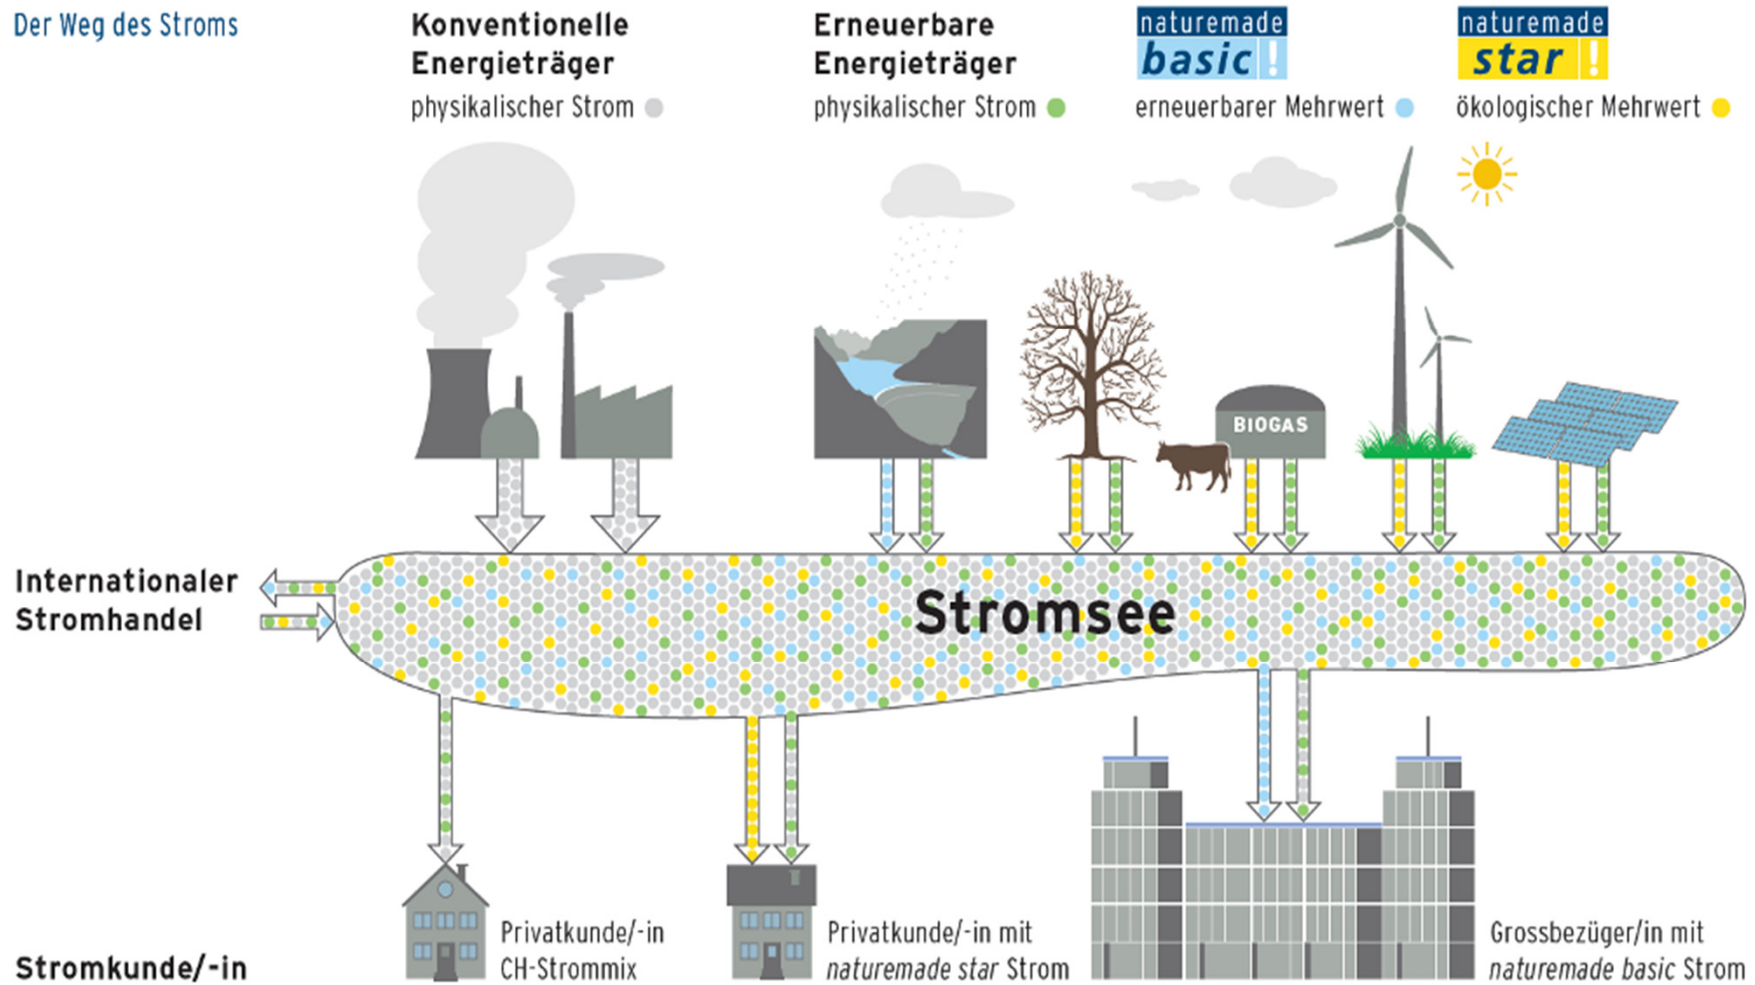 Der Weg des Stroms
Konventionelle
Energieträger
physikalischer Strom
Erneuerbare
Energieträger
physikalischer Strom
naturemade
basic!
erneuerbarer Mehrwert
naturemade
star!
ökologischer Mehrwert
BIOGAS
Internationaler
Stromhandel
Stromsee
Stromkunde/-in
Privatkunde/-in
CH-Strommix
Privatkunde/-in mit
naturemade star Strom
Grossbezüger/in mit
naturemade basic Strom